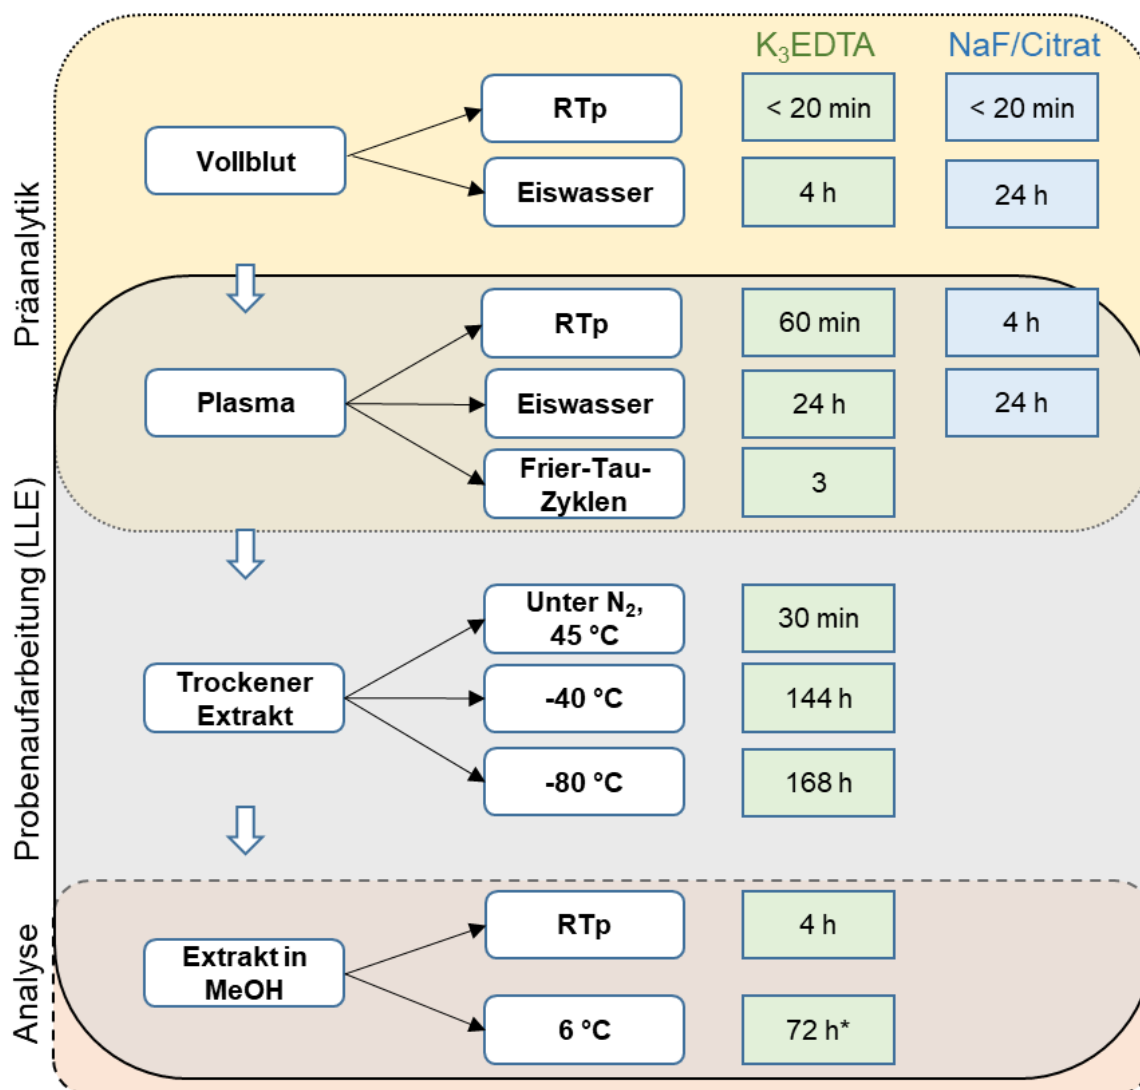 K₃EDTA NaF/Citrat
Präanalytik
Vollblut
RTp < 20 min < 20 min
Eiswasser 4 h 24 h
Plasma
RTp 60 min 4 h
Eiswasser 24 h 24 h
Frier-Tau-
Zyklen
3
Probenaufarbeitung (LLE)
Trockener
Extrakt
Unter N₂,
45 °C
30 min
-40 °C 144 h
-80 °C 168 h
Analyse
Extrakt in
MeOH
RTp 4 h
6 °C 72 h*